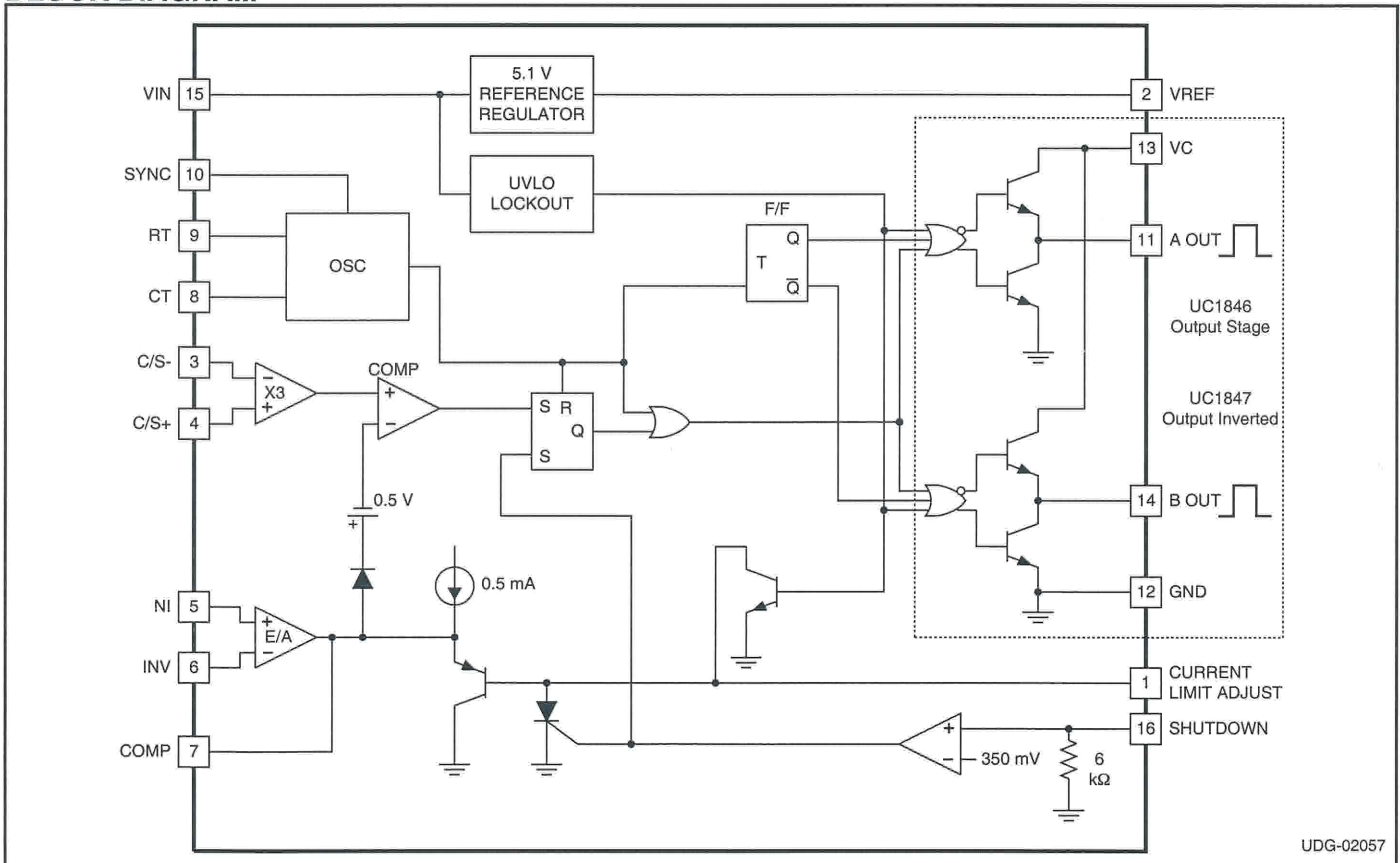 VIN 15
5.1 V
REFERENCE
REGULATOR
2 VREF
13 VC
SYNC 10
UVLO
LOCKOUT
F/F
RT 9
OSC
T
Q
Q̅
11 A OUT
CT 8
UC1846
Output Stage
C/S- 3
C/S+ 4
−
X3
+
COMP
+
−
S R
Q
S
UC1847
Output Inverted
0.5 V
+
14 B OUT
0.5 mA
NI 5
INV 6
+
E/A
−
12 GND
1 CURRENT
LIMIT ADJUST
COMP 7
16 SHUTDOWN
+
−
350 mV
6
kΩ
UDG-02057